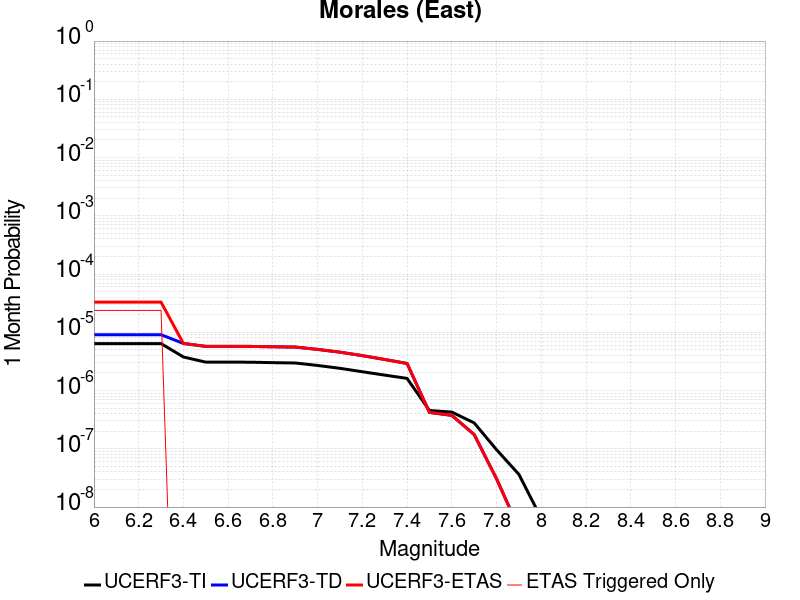 Morales (East)
10^0
10^-1
10^-2
10^-3
10^-4
10^-5
10^-6
10^-7
10^-8
1 Month Probability
6 6.2 6.4 6.6 6.8 7 7.2 7.4 7.6 7.8 8 8.2 8.4 8.6 8.8 9
Magnitude
UCERF3-TI UCERF3-TD UCERF3-ETAS ETAS Triggered Only